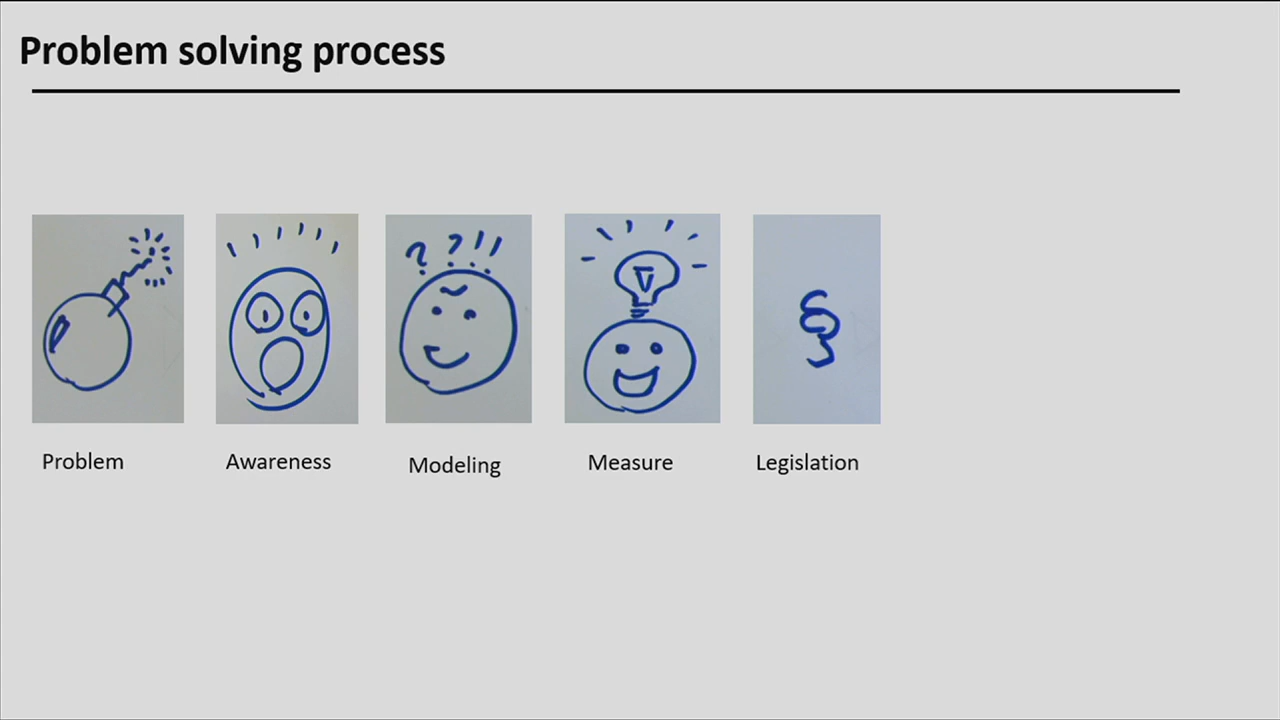 Problem solving process
? ? ! !
§
Problem
Awareness
Modeling
Measure
Legislation